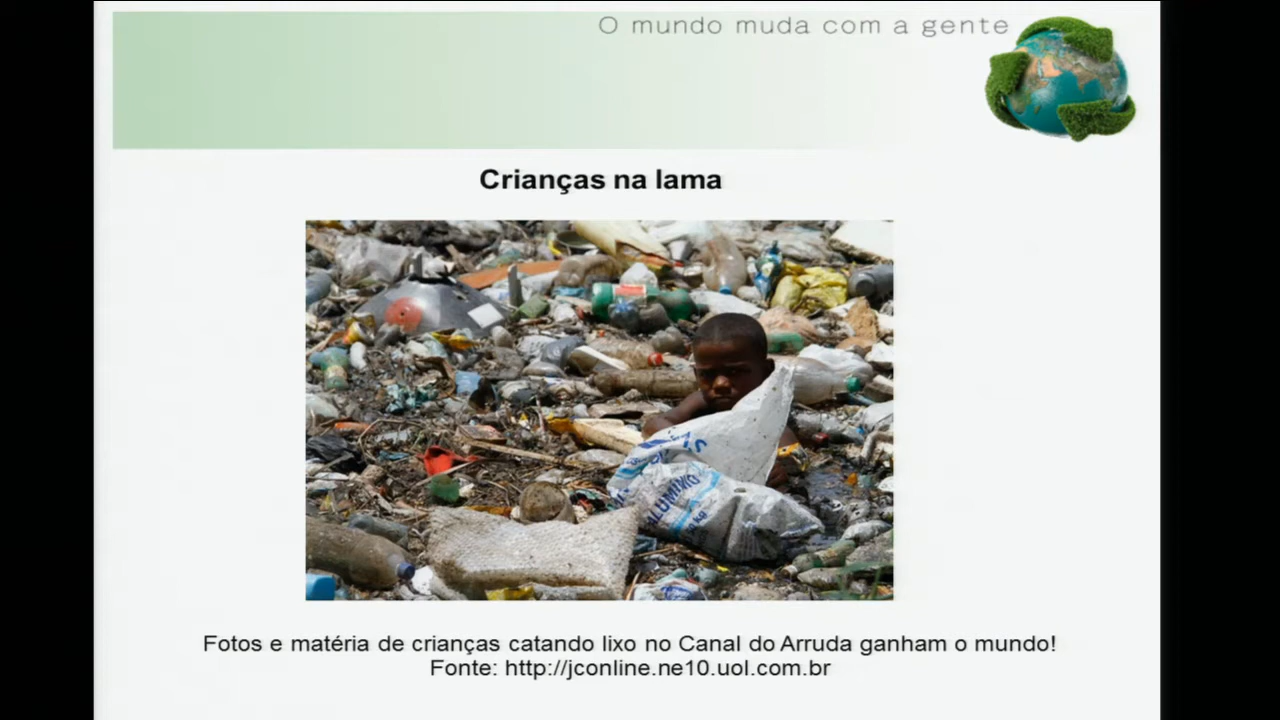 O mundo muda com a gente
Crianças na lama
ALUMÍNIO
Fotos e matéria de crianças catando lixo no Canal do Arruda ganham o mundo!
Fonte: http://jconline.ne10.uol.com.br